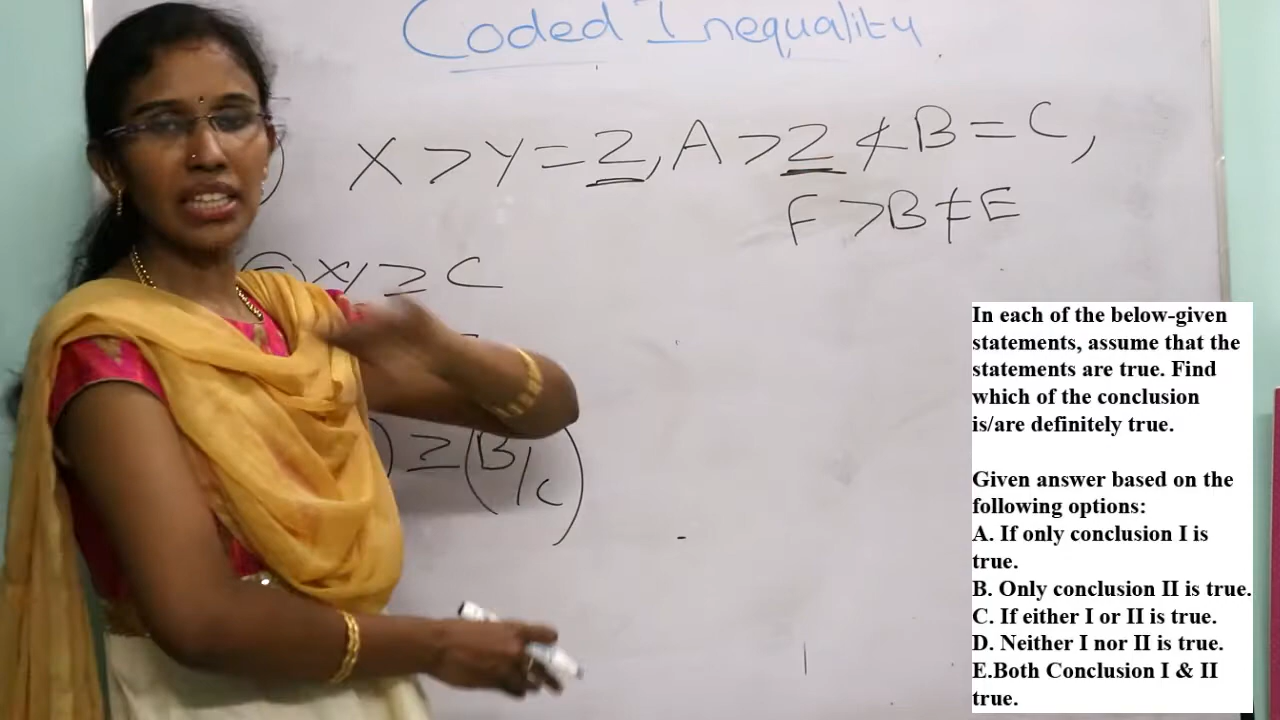 Coded Inequality
X > Y = Z, A > Z ≮ B = C,
F > B ≠ E
X ≥ C
≥ (B/C)
In each of the below-given
statements, assume that the
statements are true. Find
which of the conclusion
is/are definitely true.
Given answer based on the
following options:
A. If only conclusion I is
true.
B. Only conclusion II is true.
C. If either I or II is true.
D. Neither I nor II is true.
E.Both Conclusion I & II
true.